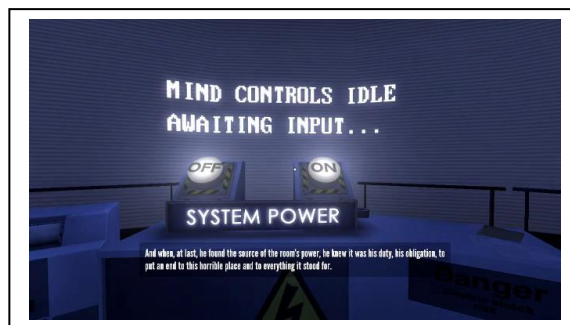 MIND CONTROLS IDLE
AWAITING INPUT...
OFF ON
SYSTEM POWER
And when, at last, he found the source of the room's power, he knew it was his duty, his obligation, to
put an end to this horrible place and to everything it stood for.
Danger